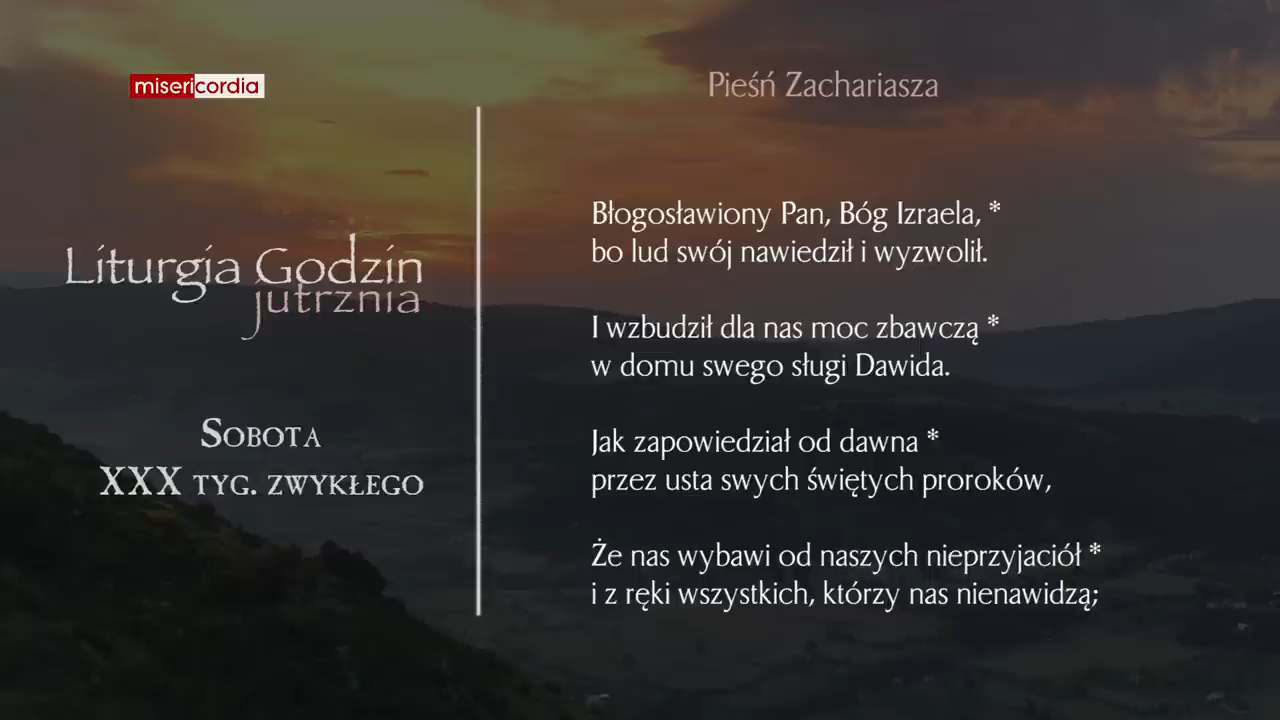 misericordia
Liturgia Godzin
jutrznia
Sobota
XXX tyg. zwykłego
Pieśń Zachariasza
Błogosławiony Pan, Bóg Izraela, *
bo lud swój nawiedził i wyzwolił.
I wzbudził dla nas moc zbawczą *
w domu swego sługi Dawida.
Jak zapowiedział od dawna *
przez usta swych świętych proroków,
Że nas wybawi od naszych nieprzyjaciół *
i z ręki wszystkich, którzy nas nienawidzą;